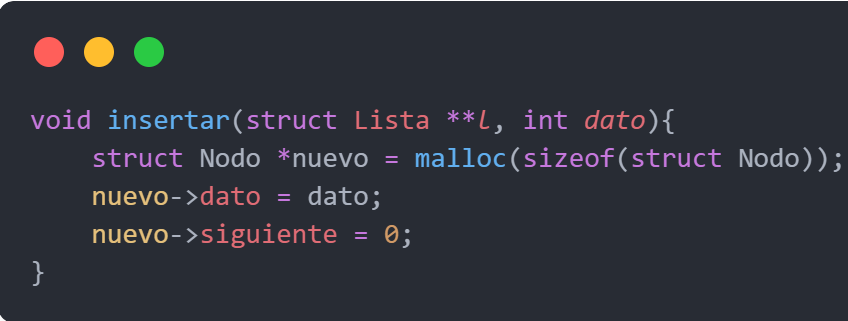 void insertar(struct Lista **l, int dato){
    struct Nodo *nuevo = malloc(sizeof(struct Nodo));
    nuevo->dato = dato;
    nuevo->siguiente = 0;
}